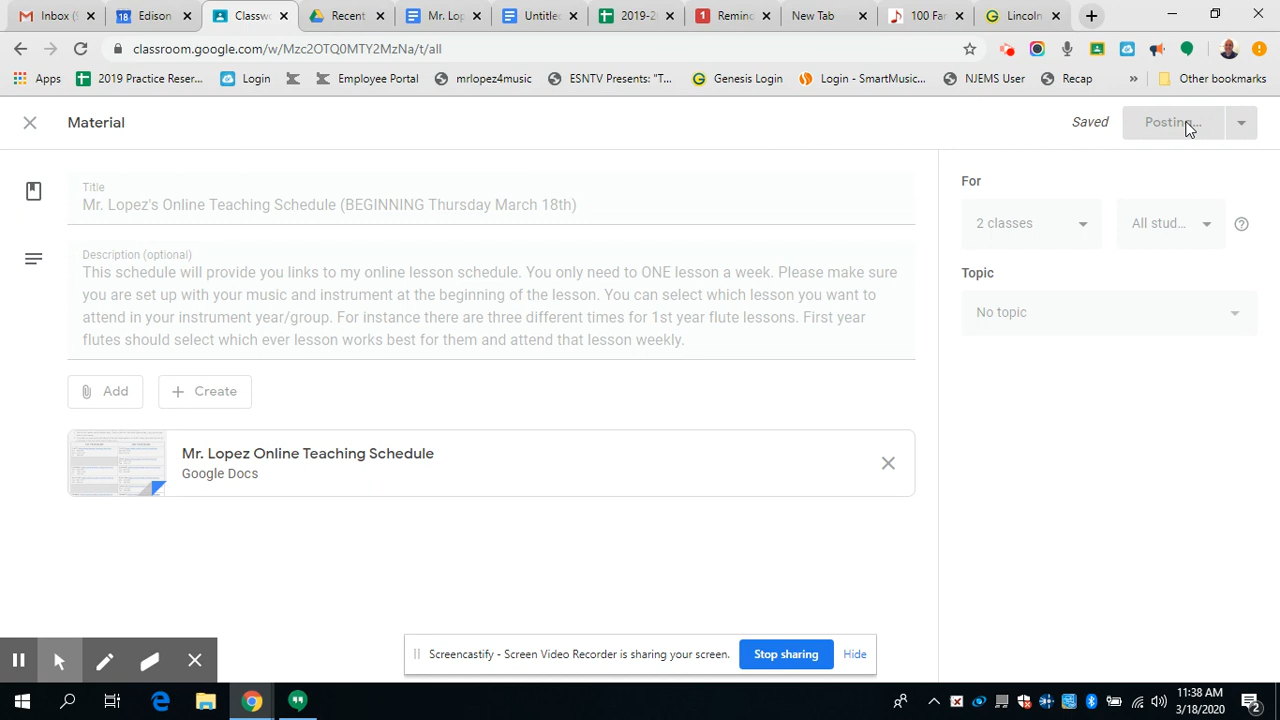 Inbox (
18 Edison
Classw
Recent
Mr. Lop
Untitle
2019-2
1 Remin
New Tab
100 Far
Lincoln
classroom.google.com/w/Mzc2OTQ0MTY2MzNa/t/all
Apps
2019 Practice Reser...
Login
Employee Portal
mrlopez4music
ESNTV Presents: "T...
Genesis Login
Login - SmartMusic...
NJEMS User
Recap
»
Other bookmarks
Material
Saved
Posting...
Title
Mr. Lopez's Online Teaching Schedule (BEGINNING Thursday March 18th)
Description (optional)
This schedule will provide you links to my online lesson schedule. You only need to ONE lesson a week. Please make sure
you are set up with your music and instrument at the beginning of the lesson. You can select which lesson you want to
attend in your instrument year/group. For instance there are three different times for 1st year flute lessons. First year
flutes should select which ever lesson works best for them and attend that lesson weekly.
Add
Create
Mr. Lopez Online Teaching Schedule
Google Docs
For
2 classes
All stud...
Topic
No topic
Screencastify - Screen Video Recorder is sharing your screen.
Stop sharing
Hide
11:38 AM
3/18/2020
2